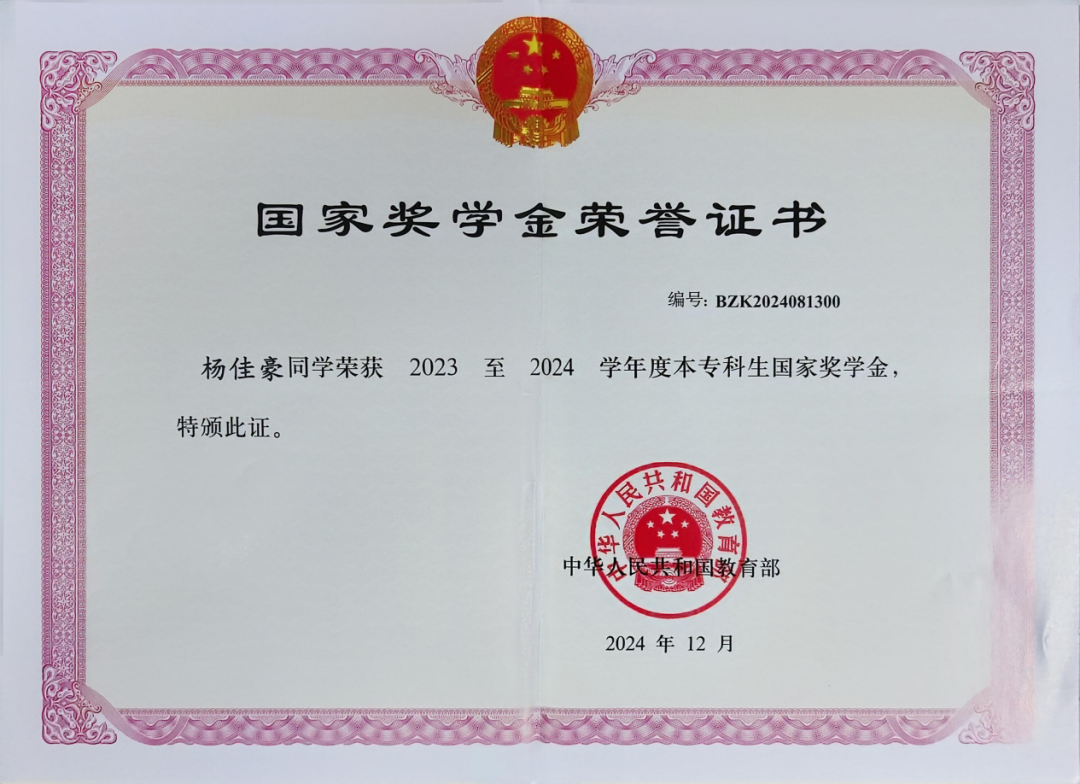 国家奖学金荣誉证书
编号: BZK2024081300
杨佳豪同学荣获 2023 至 2024 学年度本专科生国家奖学金，
特颁此证。
中华人民共和国教育部
中华人民共和国教育部
2024 年 12 月